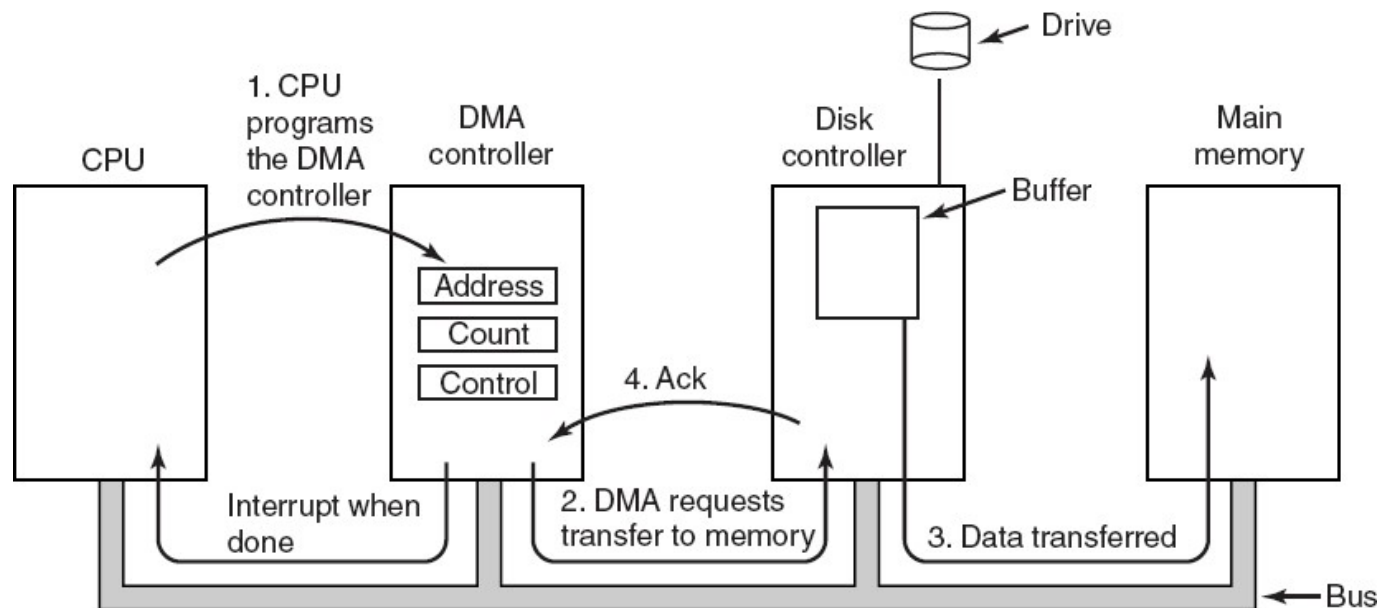 Drive
1. CPU
programs
the DMA
controller
CPU
DMA
controller
Disk
controller
Main
memory
Buffer
Address
Count
Control
4. Ack
Interrupt when
done
2. DMA requests
transfer to memory
3. Data transferred
Bus